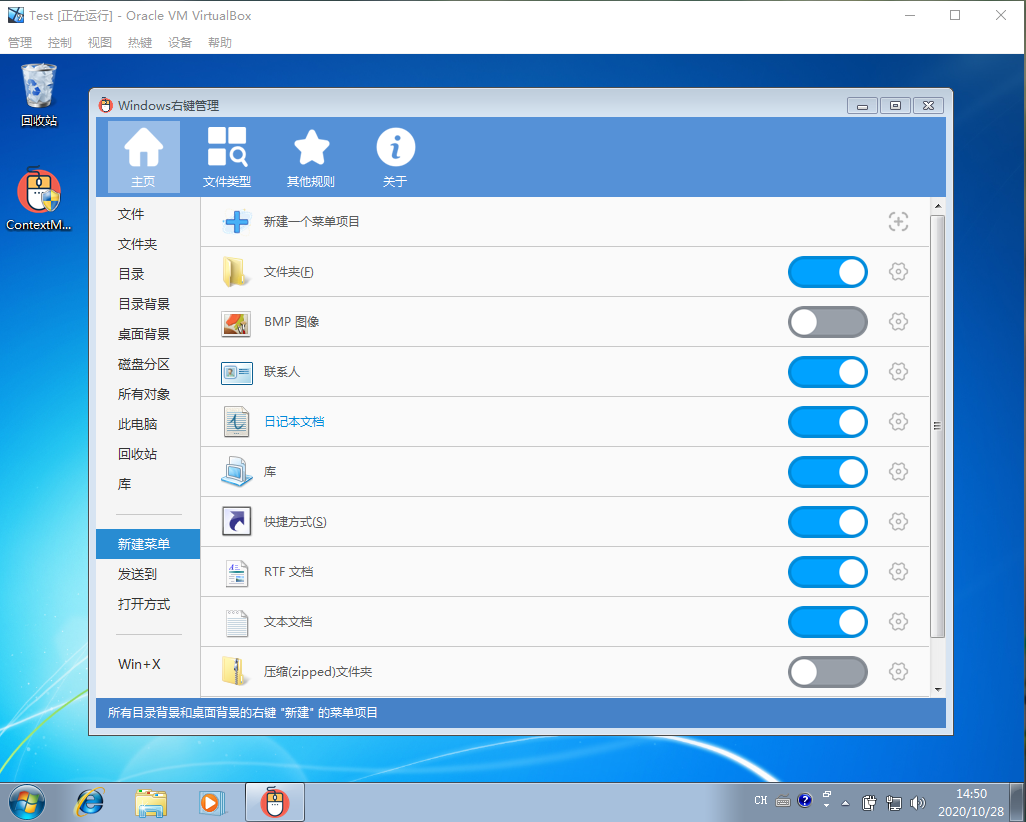 Test [正在运行] - Oracle VM VirtualBox
管理 控制 视图 热键 设备 帮助
回收站
ContextM...
Windows右键管理
主页 文件类型 其他规则 关于
文件
文件夹
目录
目录背景
桌面背景
磁盘分区
所有对象
此电脑
回收站
库
新建菜单
发送到
打开方式
Win+X
新建一个菜单项目
文件夹(F)
BMP 图像
联系人
日记本文档
库
快捷方式(S)
RTF 文档
文本文档
压缩(zipped)文件夹
所有目录背景和桌面背景的右键 "新建" 的菜单项目
CH
14:50
2020/10/28